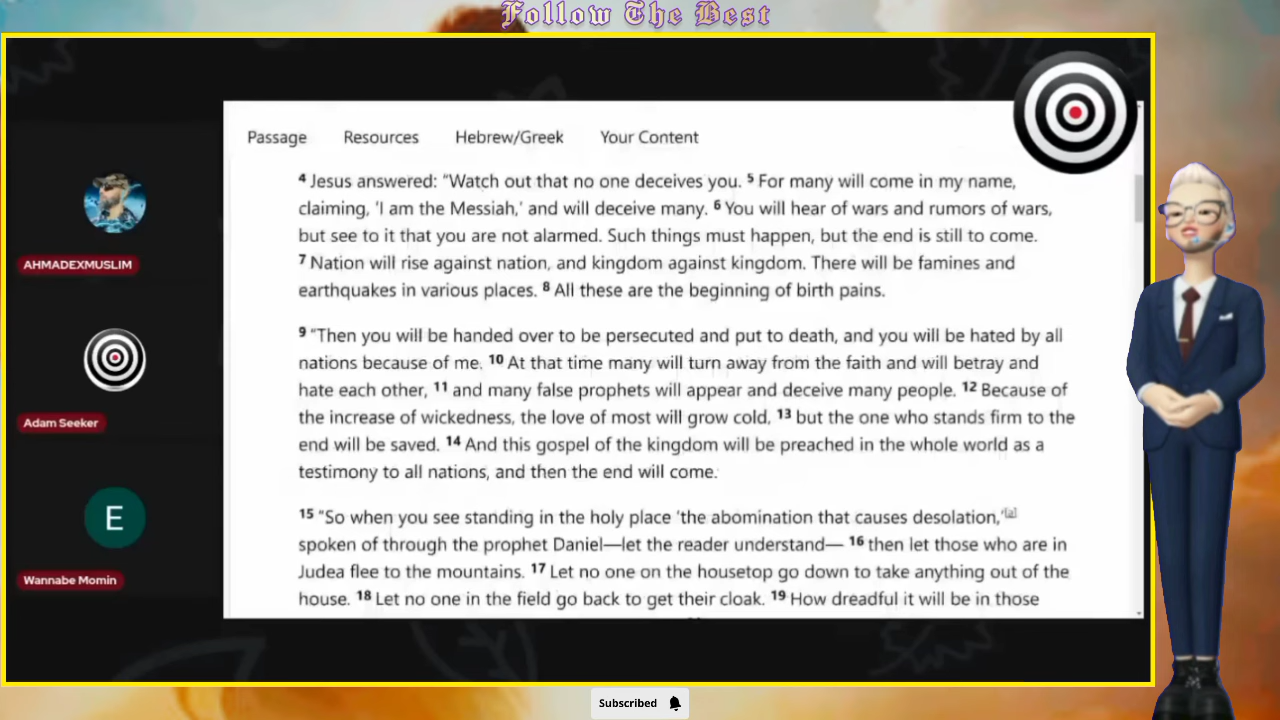 Follow The Best
Passage Resources Hebrew/Greek Your Content
4 Jesus answered: “Watch out that no one deceives you. 5 For many will come in my name,
claiming, ‘I am the Messiah,’ and will deceive many. 6 You will hear of wars and rumors of wars,
but see to it that you are not alarmed. Such things must happen, but the end is still to come.
7 Nation will rise against nation, and kingdom against kingdom. There will be famines and
earthquakes in various places. 8 All these are the beginning of birth pains.
9 “Then you will be handed over to be persecuted and put to death, and you will be hated by all
nations because of me. 10 At that time many will turn away from the faith and will betray and
hate each other, 11 and many false prophets will appear and deceive many people. 12 Because of
the increase of wickedness, the love of most will grow cold, 13 but the one who stands firm to the
end will be saved. 14 And this gospel of the kingdom will be preached in the whole world as a
testimony to all nations, and then the end will come.
15 “So when you see standing in the holy place ‘the abomination that causes desolation,’[a]
spoken of through the prophet Daniel—let the reader understand— 16 then let those who are in
Judea flee to the mountains. 17 Let no one on the housetop go down to take anything out of the
house. 18 Let no one in the field go back to get their cloak. 19 How dreadful it will be in those
AHMADEXMUSLIM
Adam Seeker
E
Wannabe Momin
Subscribed